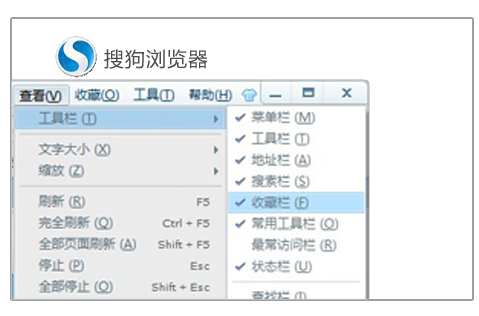 搜狗浏览器
查看(V) 收藏(O) 工具(T) 帮助(H)
工具栏 (T)
文字大小 (X)
缩放 (Z)
刷新 (R) F5
完全刷新 (Q) Ctrl + F5
全部页面刷新 (A) Shift + F5
停止 (P) Esc
全部停止 (O) Shift + Esc
菜单栏 (M)
工具栏 (T)
地址栏 (A)
搜索栏 (S)
收藏栏 (F)
常用工具栏 (O)
最常访问栏 (R)
状态栏 (U)
查找栏 (I)